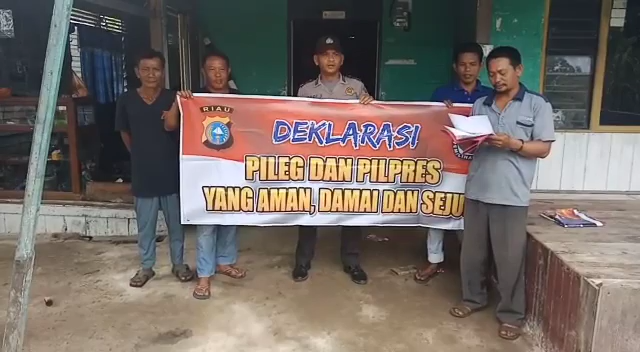 RIAU
DEKLARASI
PILEG DAN PILPRES
YANG AMAN, DAMAI DAN SEJU